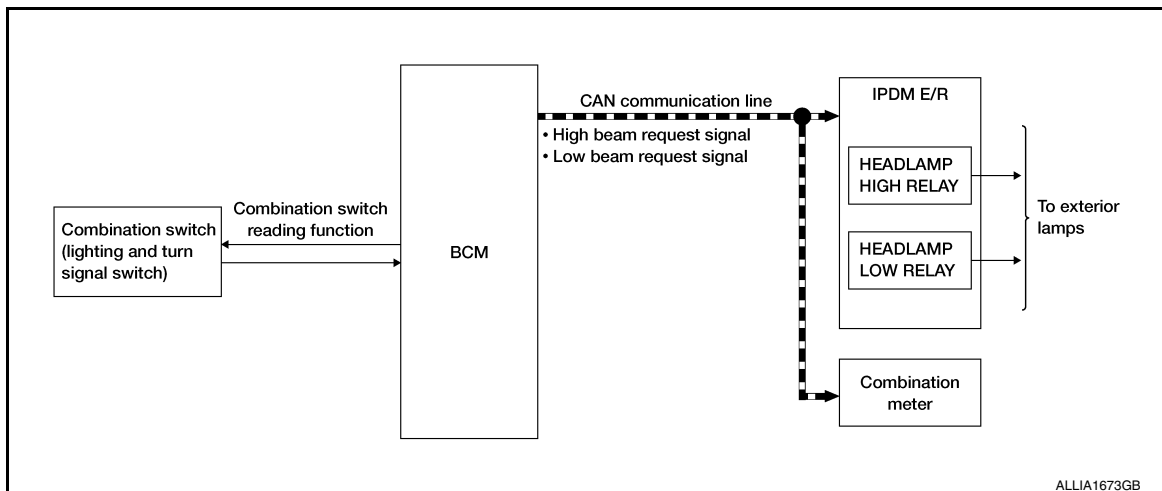 CAN communication line
• High beam request signal
• Low beam request signal
IPDM E/R
HEADLAMP
HIGH RELAY
HEADLAMP
LOW RELAY
To exterior
lamps
Combination switch
reading function
Combination switch
(lighting and turn
signal switch)
BCM
Combination
meter
ALLIA1673GB